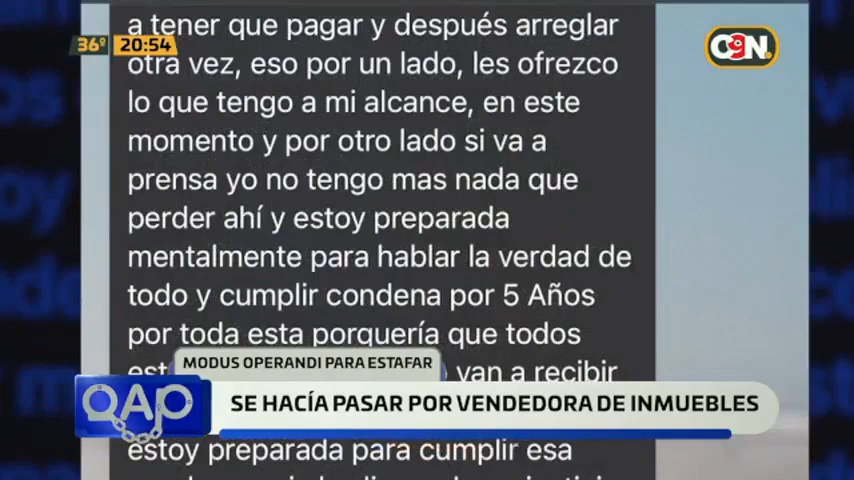 a tener que pagar y después arreglar
36º 20:54
C9N.
otra vez, eso por un lado, les ofrezco
lo que tengo a mi alcance, en este
momento y por otro lado si va a
prensa yo no tengo mas nada que
perder ahí y estoy preparada
mentalmente para hablar la verdad de
todo y cumplir condena por 5 Años
por toda esta porquería que todos
van a recibir
MODUS OPERANDI PARA ESTAFAR
QAP
SE HACÍA PASAR POR VENDEDORA DE INMUEBLES
estoy preparada para cumplir esa